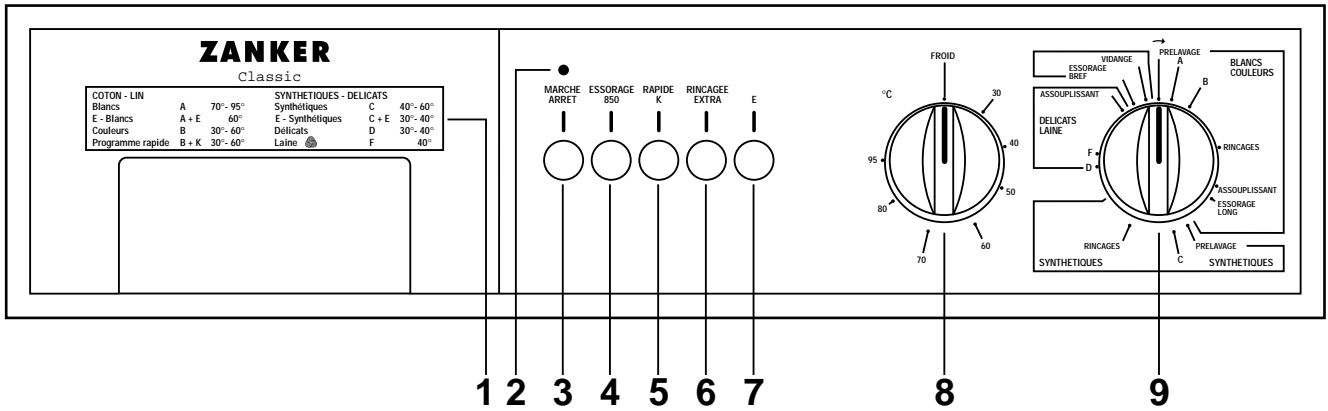 ZANKER
Classic
COTON - LIN SYNTHETIQUES - DELICATS
Blancs A 70°- 95° Synthétiques C 40°- 60°
E - Blancs A + E 60° E - Synthétiques C + E 30°- 40°
Couleurs B 30°- 60° Délicats D 30°- 40°
Programme rapide B + K 30°- 60° Laine F 40°
MARCHE
ARRET
ESSORAGE
850
RAPIDE
K
RINCAGEE
EXTRA
E
FROID
°C
30
40
50
60
70
80
95
PRELAVAGE
A
B
BLANCS
COULEURS
RINCAGES
ASSOUPLISSANT
ESSORAGE
LONG
PRELAVAGE
C
SYNTHETIQUES
RINCAGES
SYNTHETIQUES
D
F
DELICATS
LAINE
ASSOUPLISSANT
ESSORAGE
BREF
VIDANGE
1 2 3 4 5 6 7 8 9